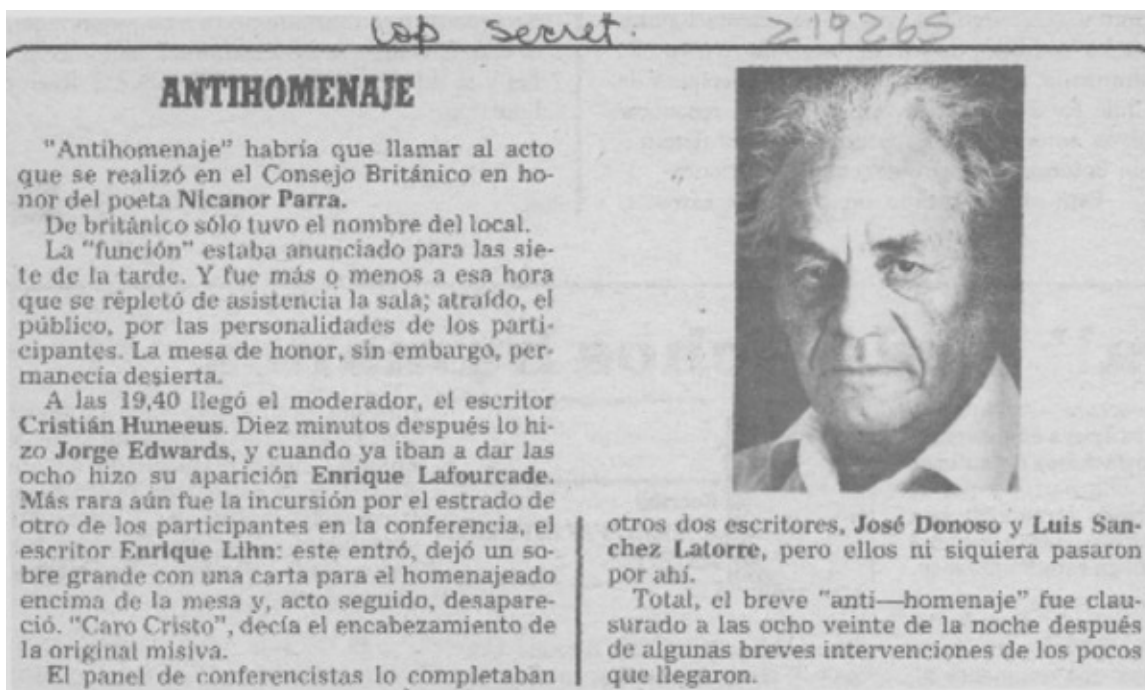 top secret.
219265
ANTIHOMENAJE
"Antihomenaje" habría que llamar al acto
que se realizó en el Consejo Británico en ho-
nor del poeta Nicanor Parra.
De británico sólo tuvo el nombre del local.
La "función" estaba anunciado para las sie-
te de la tarde. Y fue más o menos a esa hora
que se repletó de asistencia la sala; atraído, el
público, por las personalidades de los parti-
cipantes. La mesa de honor, sin embargo, per-
manecía desierta.
A las 19,40 llegó el moderador, el escritor
Cristián Huneeus. Diez minutos después lo hi-
zo Jorge Edwards, y cuando ya iban a dar las
ocho hizo su aparición Enrique Lafourcade.
Más rara aún fue la incursión por el estrado de
otro de los participantes en la conferencia, el
escritor Enrique Lihn: este entró, dejó un so-
bre grande con una carta para el homenajeado
encima de la mesa y, acto seguido, desapare-
ció. "Caro Cristo", decía el encabezamiento de
la original misiva.
El panel de conferencistas lo completaban
otros dos escritores, José Donoso y Luis San-
chez Latorre, pero ellos ni siquiera pasaron
por ahí.
Total, el breve "anti—homenaje" fue clau-
surado a las ocho veinte de la noche después
de algunas breves intervenciones de los pocos
que llegaron.